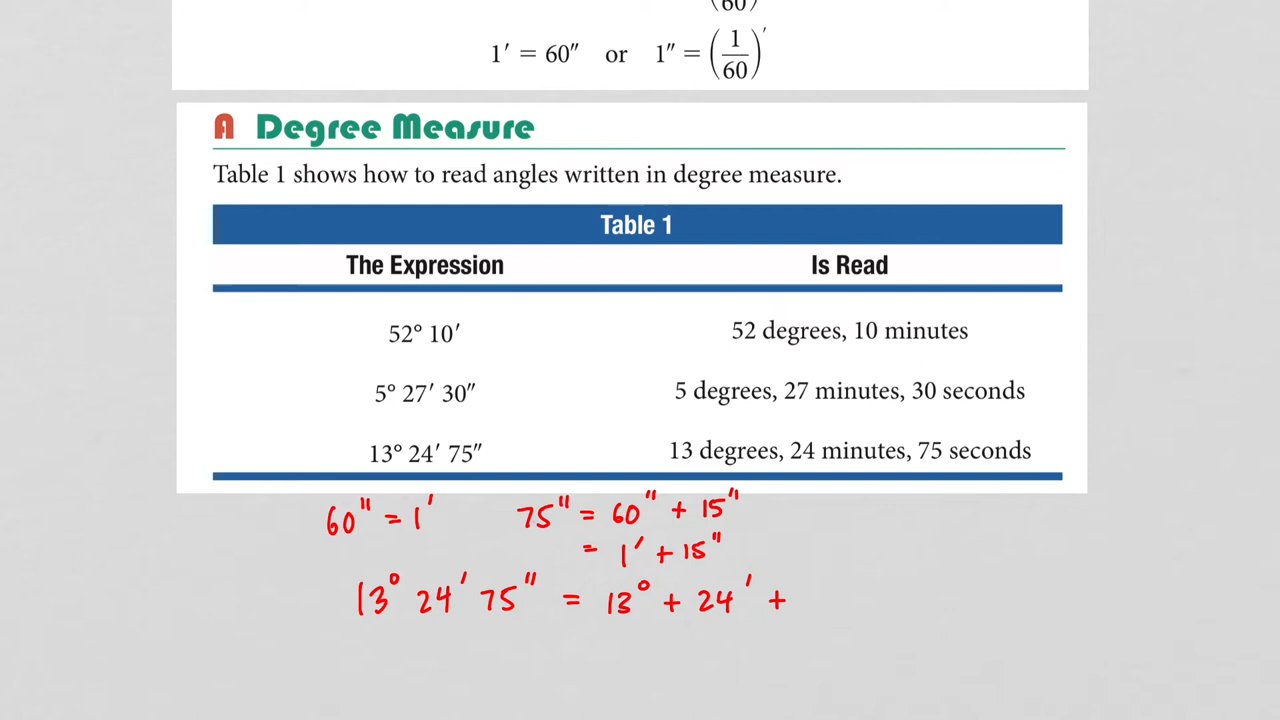 (60)
1′ = 60″ or 1″ = (1/60)′
A Degree Measure
Table 1 shows how to read angles written in degree measure.
Table 1
The Expression Is Read
52° 10′ 52 degrees, 10 minutes
5° 27′ 30″ 5 degrees, 27 minutes, 30 seconds
13° 24′ 75″ 13 degrees, 24 minutes, 75 seconds
60″ = 1′ 75″ = 60″ + 15″
= 1′ + 15″
13° 24′ 75″ = 13° + 24′ +